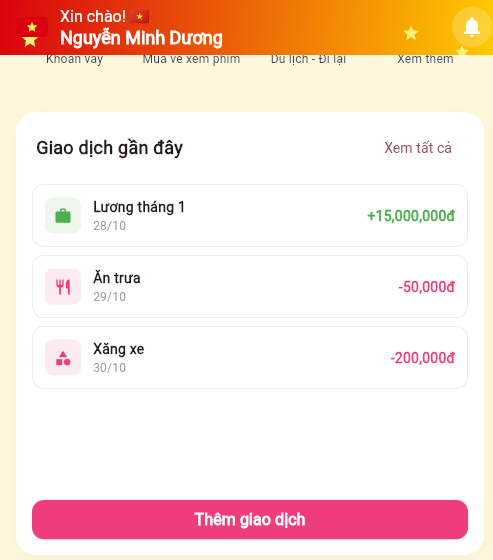 Xin chào! 🇻🇳
Nguyễn Minh Dương
Khoản vay Mua vé xem phim Du lịch - Đi lại Xem thêm
Giao dịch gần đây Xem tất cả
Lương tháng 1
28/10
+15,000,000đ
Ăn trưa
29/10
-50,000đ
Xăng xe
30/10
-200,000đ
Thêm giao dịch